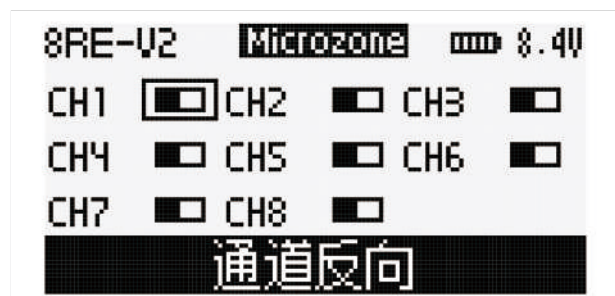 8RE-V2 Microzone 8.4V
CH1 CH2 CH3
CH4 CH5 CH6
CH7 CH8
通道反向